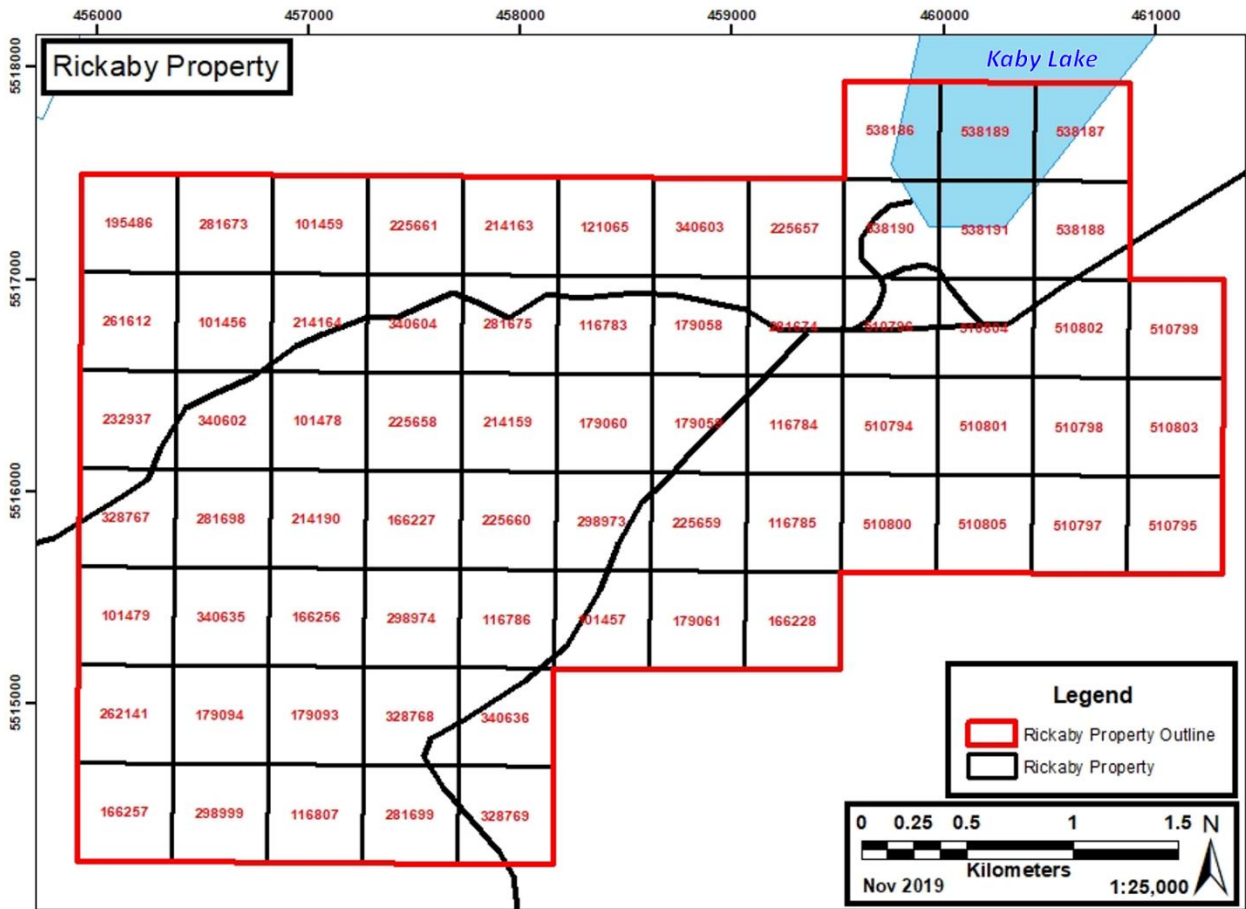 456000 457000 458000 459000 460000 461000
Rickaby Property
Kaby Lake
5518000
538186 538189 538187
195486 281673 101459 225661 214163 121065 340603 225657 538190 538191 538188
5517000
261612 101456 214164 340604 281675 116783 179058 281674 510796 510804 510802 510799
232937 340602 101478 225658 214159 179060 179059 116784 510794 510801 510798 510803
5516000
328767 281698 214190 166227 225660 298973 225659 116785 510800 510805 510797 510795
101479 340635 166256 298974 116786 101457 179061 166228
5515000
262141 179094 179093 328768 340636
166257 298999 116807 281699 328769
Legend
Rickaby Property Outline
Rickaby Property
0 0.25 0.5 1 1.5 N
Kilometers
Nov 2019 1:25,000